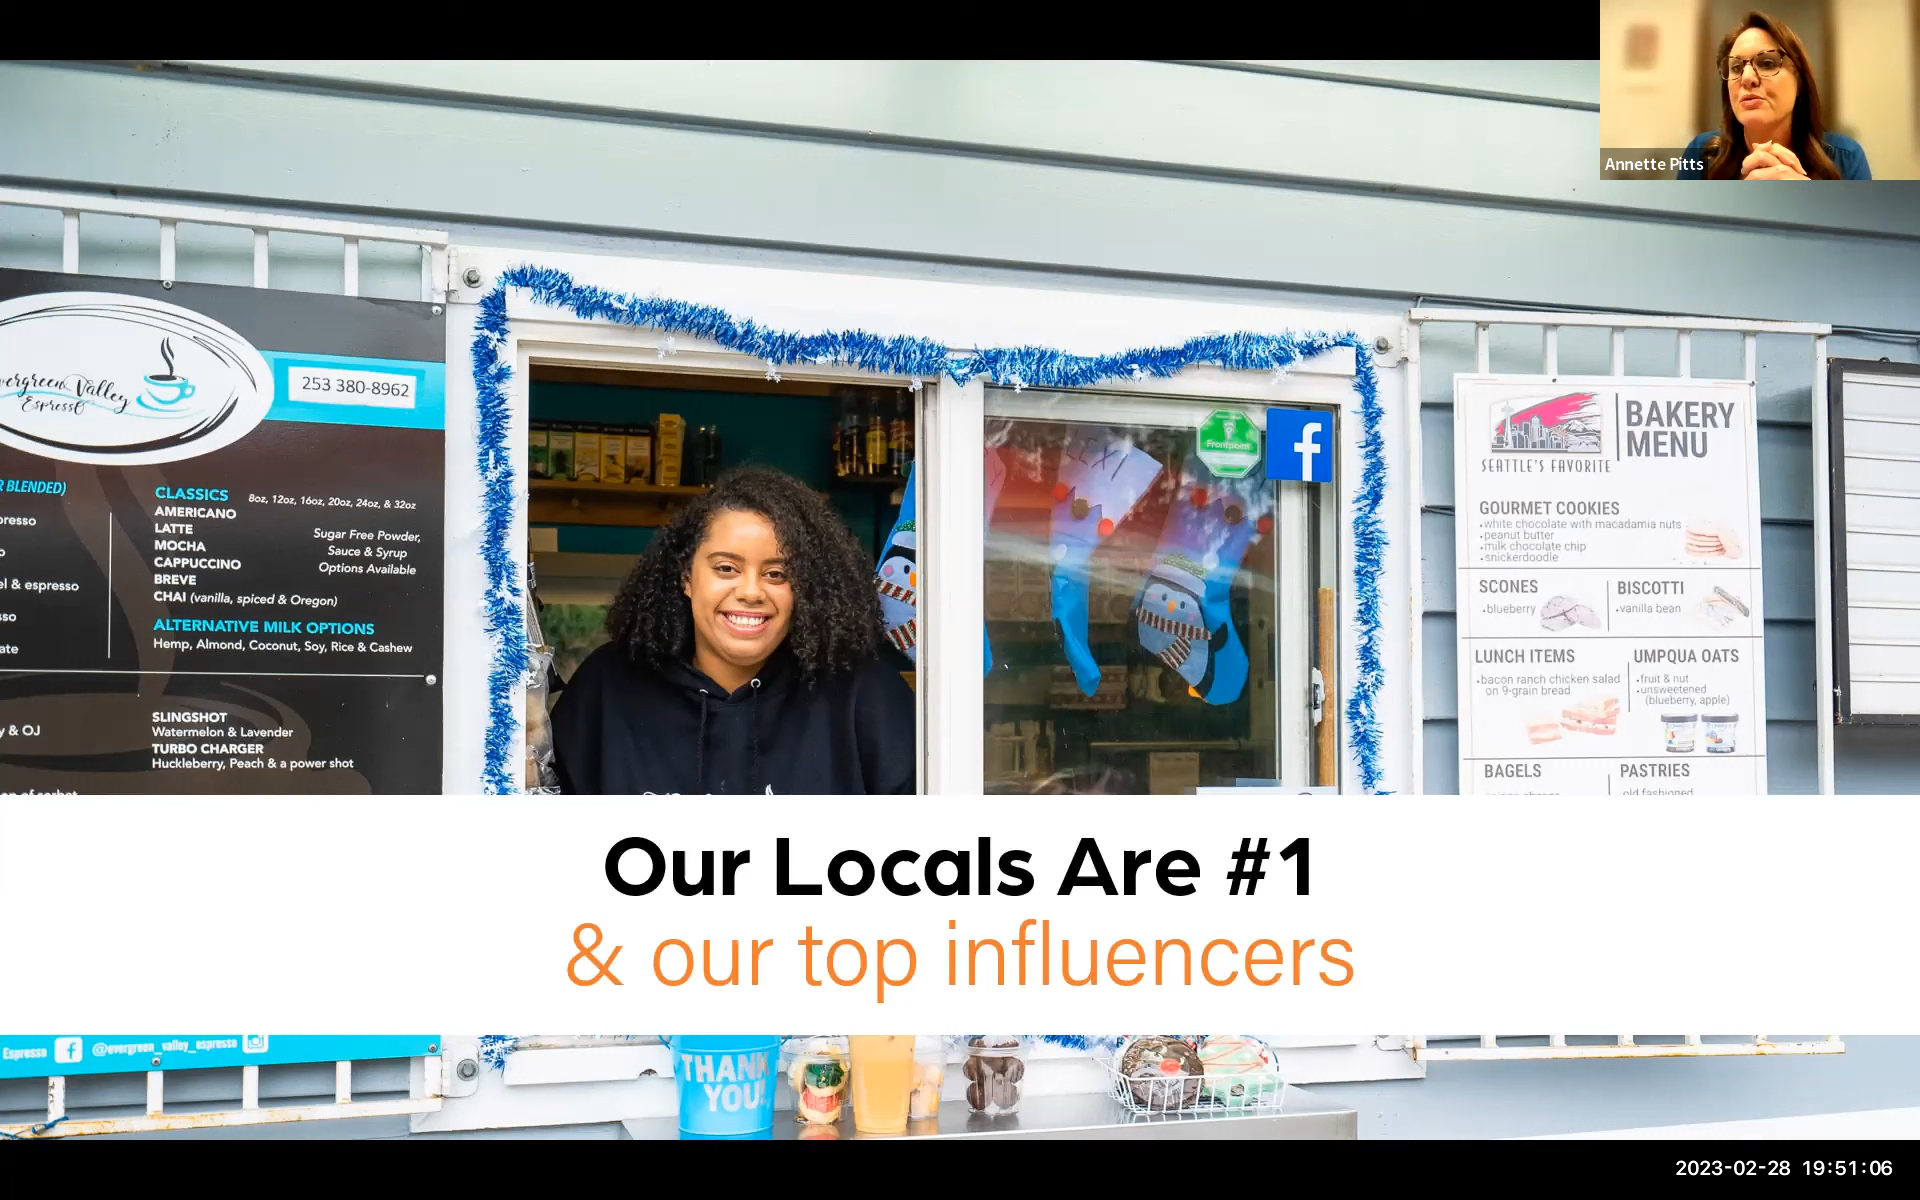 Annette Pitts
Evergreen Valley
Espresso
253 380-8962
R BLENDED)
CLASSICS 8oz, 12oz, 16oz, 20oz, 24oz, & 32oz
AMERICANO
LATTE
MOCHA
CAPPUCCINO
BREVE
CHAI (vanilla, spiced & Oregon)
Sugar Free Powder,
Sauce & Syrup
Options Available
ALTERNATIVE MILK OPTIONS
Hemp, Almond, Coconut, Soy, Rice & Cashew
& espresso
& OJ
SLINGSHOT
Watermelon & Lavender
TURBO CHARGER
Huckleberry, Peach & a power shot
Frontpoint
f
LEXI
SEATTLE'S FAVORITE
BAKERY
MENU
GOURMET COOKIES
•white chocolate with macadamia nuts
•peanut butter
•milk chocolate chip
•snickerdoodle
SCONES
•blueberry
BISCOTTI
•vanilla bean
LUNCH ITEMS
•bacon ranch chicken salad
on 9-grain bread
UMPQUA OATS
•fruit & nut
•unsweetened
(blueberry, apple)
BAGELS
PASTRIES
old fashioned
Our Locals Are #1
& our top influencers
Espresso f @evergreen_valley_espresso
THANK
YOU!
2023-02-28 19:51:06